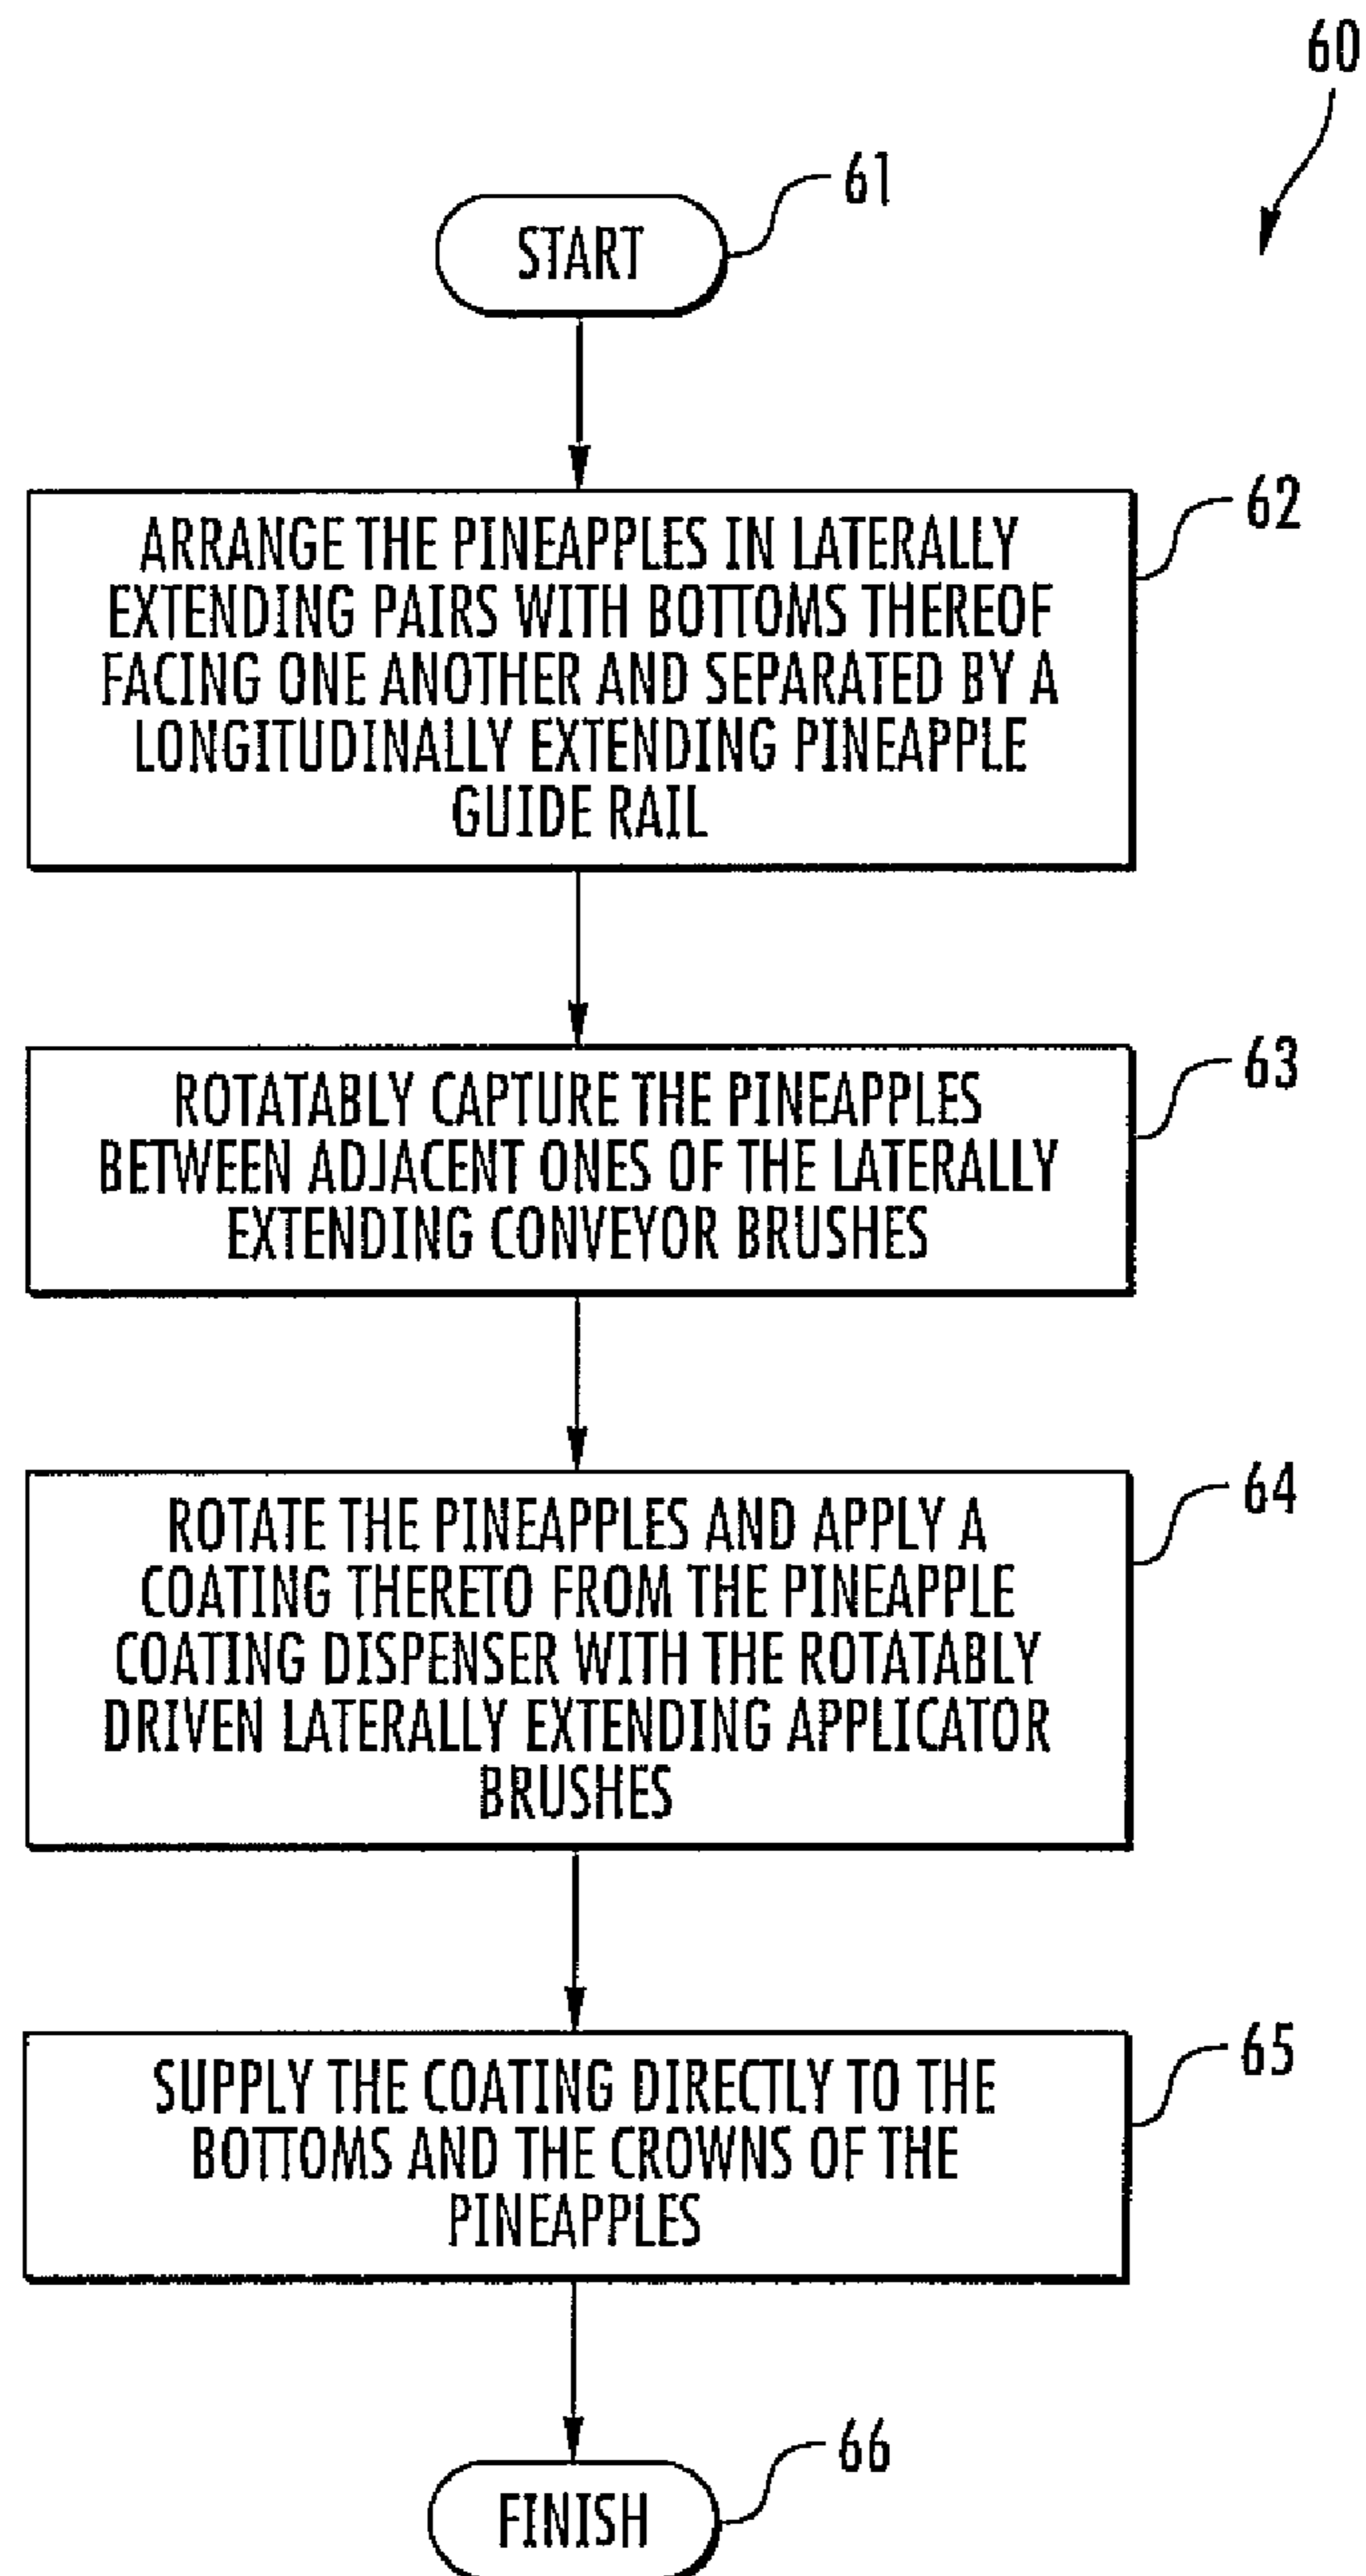 60
START
61
ARRANGE THE PINEAPPLES IN LATERALLY
EXTENDING PAIRS WITH BOTTOMS THEREOF
FACING ONE ANOTHER AND SEPARATED BY A
LONGITUDINALLY EXTENDING PINEAPPLE
GUIDE RAIL
62
ROTATABLY CAPTURE THE PINEAPPLES
BETWEEN ADJACENT ONES OF THE LATERALLY
EXTENDING CONVEYOR BRUSHES
63
ROTATE THE PINEAPPLES AND APPLY A
COATING THERETO FROM THE PINEAPPLE
COATING DISPENSER WITH THE ROTATABLY
DRIVEN LATERALLY EXTENDING APPLICATOR
BRUSHES
64
SUPPLY THE COATING DIRECTLY TO THE
BOTTOMS AND THE CROWNS OF THE
PINEAPPLES
65
FINISH
66